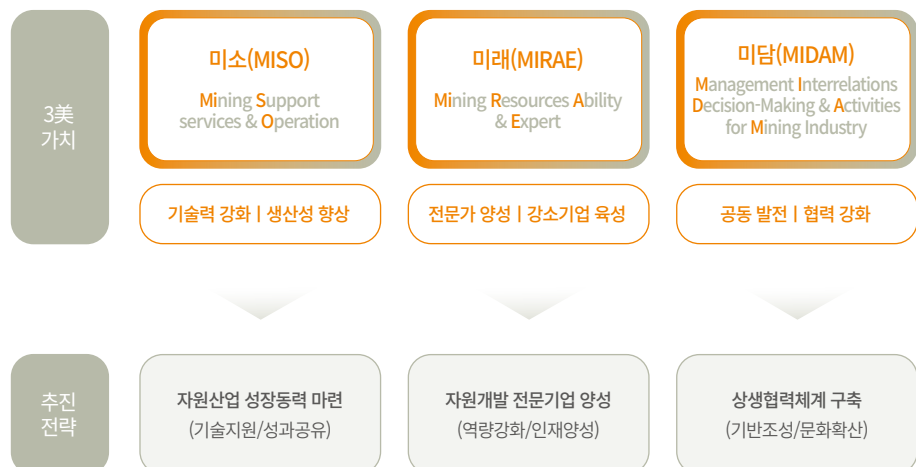 3美
가치
미소(MISO)
Mining Support
services & Operation
미래(MIRAE)
Mining Resources Ability
& Expert
미담(MIDAM)
Management Interrelations
Decision-Making & Activities
for Mining Industry
기술력 강화 | 생산성 향상
전문가 양성 | 강소기업 육성
공동 발전 | 협력 강화
추진
전략
자원산업 성장동력 마련
(기술지원/성과공유)
자원개발 전문기업 양성
(역량강화/인재양성)
상생협력체계 구축
(기반조성/문화확산)